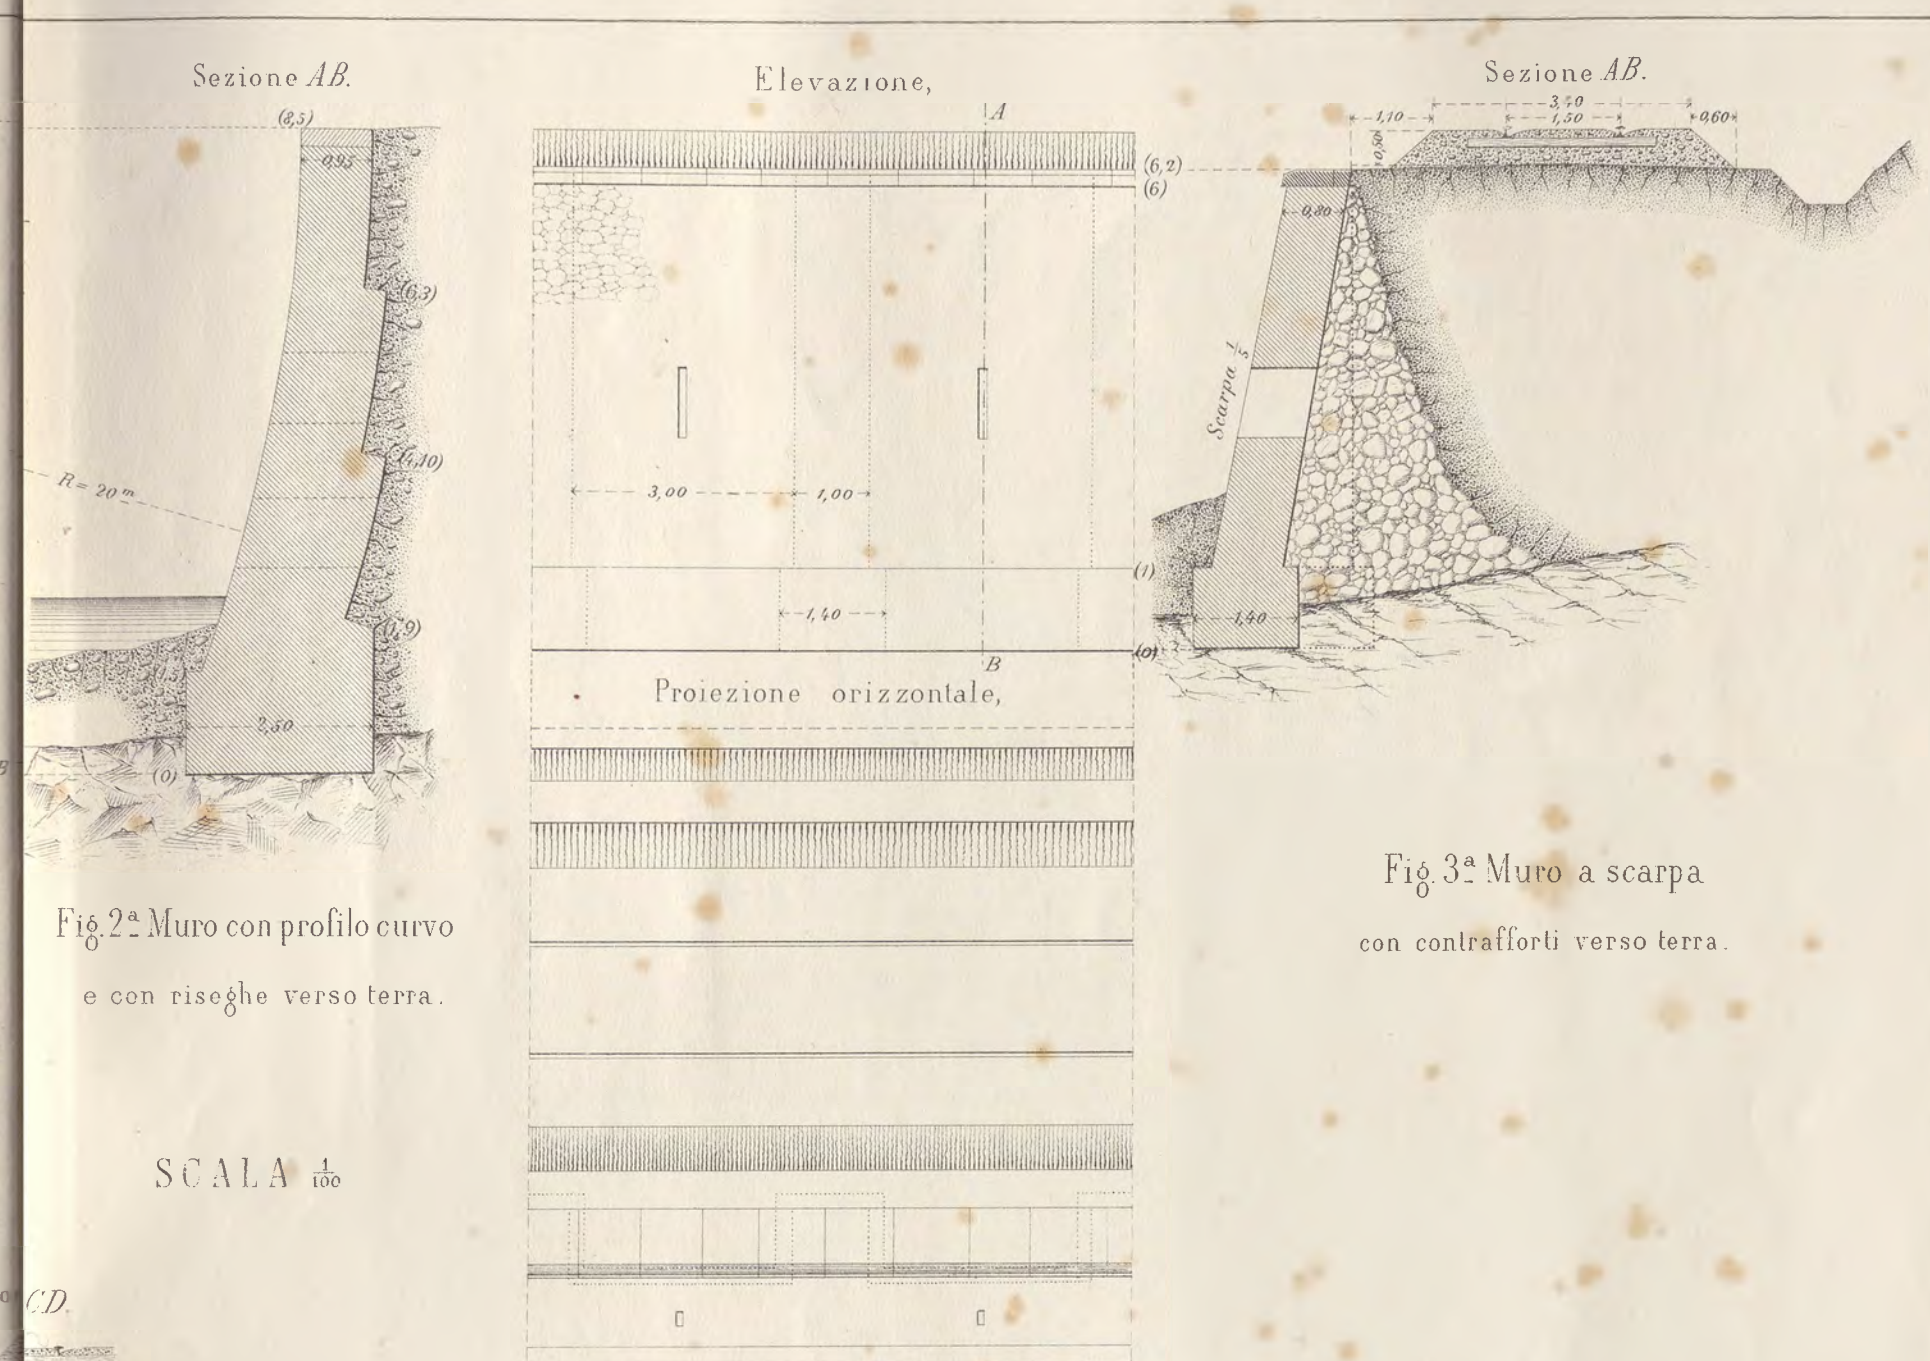 Sezione AB.
(8,5)
0,95
(6,3)
(4,10)
R = 20 m
(1,9)
(1,5)
2,50
(0)
B
Fig. 2ª Muro con profilo curvo
e con riseghe verso terra.
SCALA 1/100
CD.
Elevazione,
A
(6,2)
(6)
3,00
1,00
(1)
1,40
(0)
B
Proiezione orizzontale,
Sezione AB.
1,10
1,50
0,60
0,50
0,80
Scarpa 1/5
1,40
Fig. 3ª Muro a scarpa
con contrafforti verso terra.